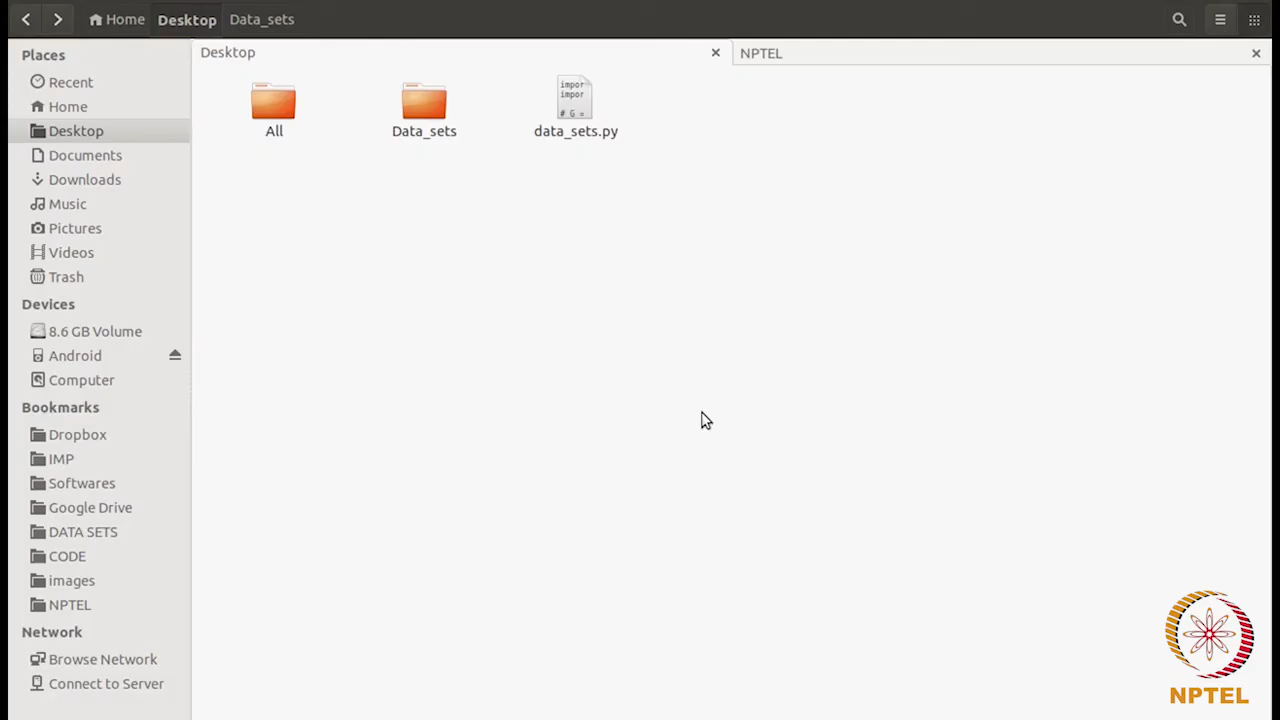 Home Desktop Data_sets
Places
Recent
Home
Desktop
Documents
Downloads
Music
Pictures
Videos
Trash
Devices
8.6 GB Volume
Android
Computer
Bookmarks
Dropbox
IMP
Softwares
Google Drive
DATA SETS
CODE
images
NPTEL
Network
Browse Network
Connect to Server
Desktop
NPTEL
impor
impor
# G =
All
Data_sets
data_sets.py
NPTEL